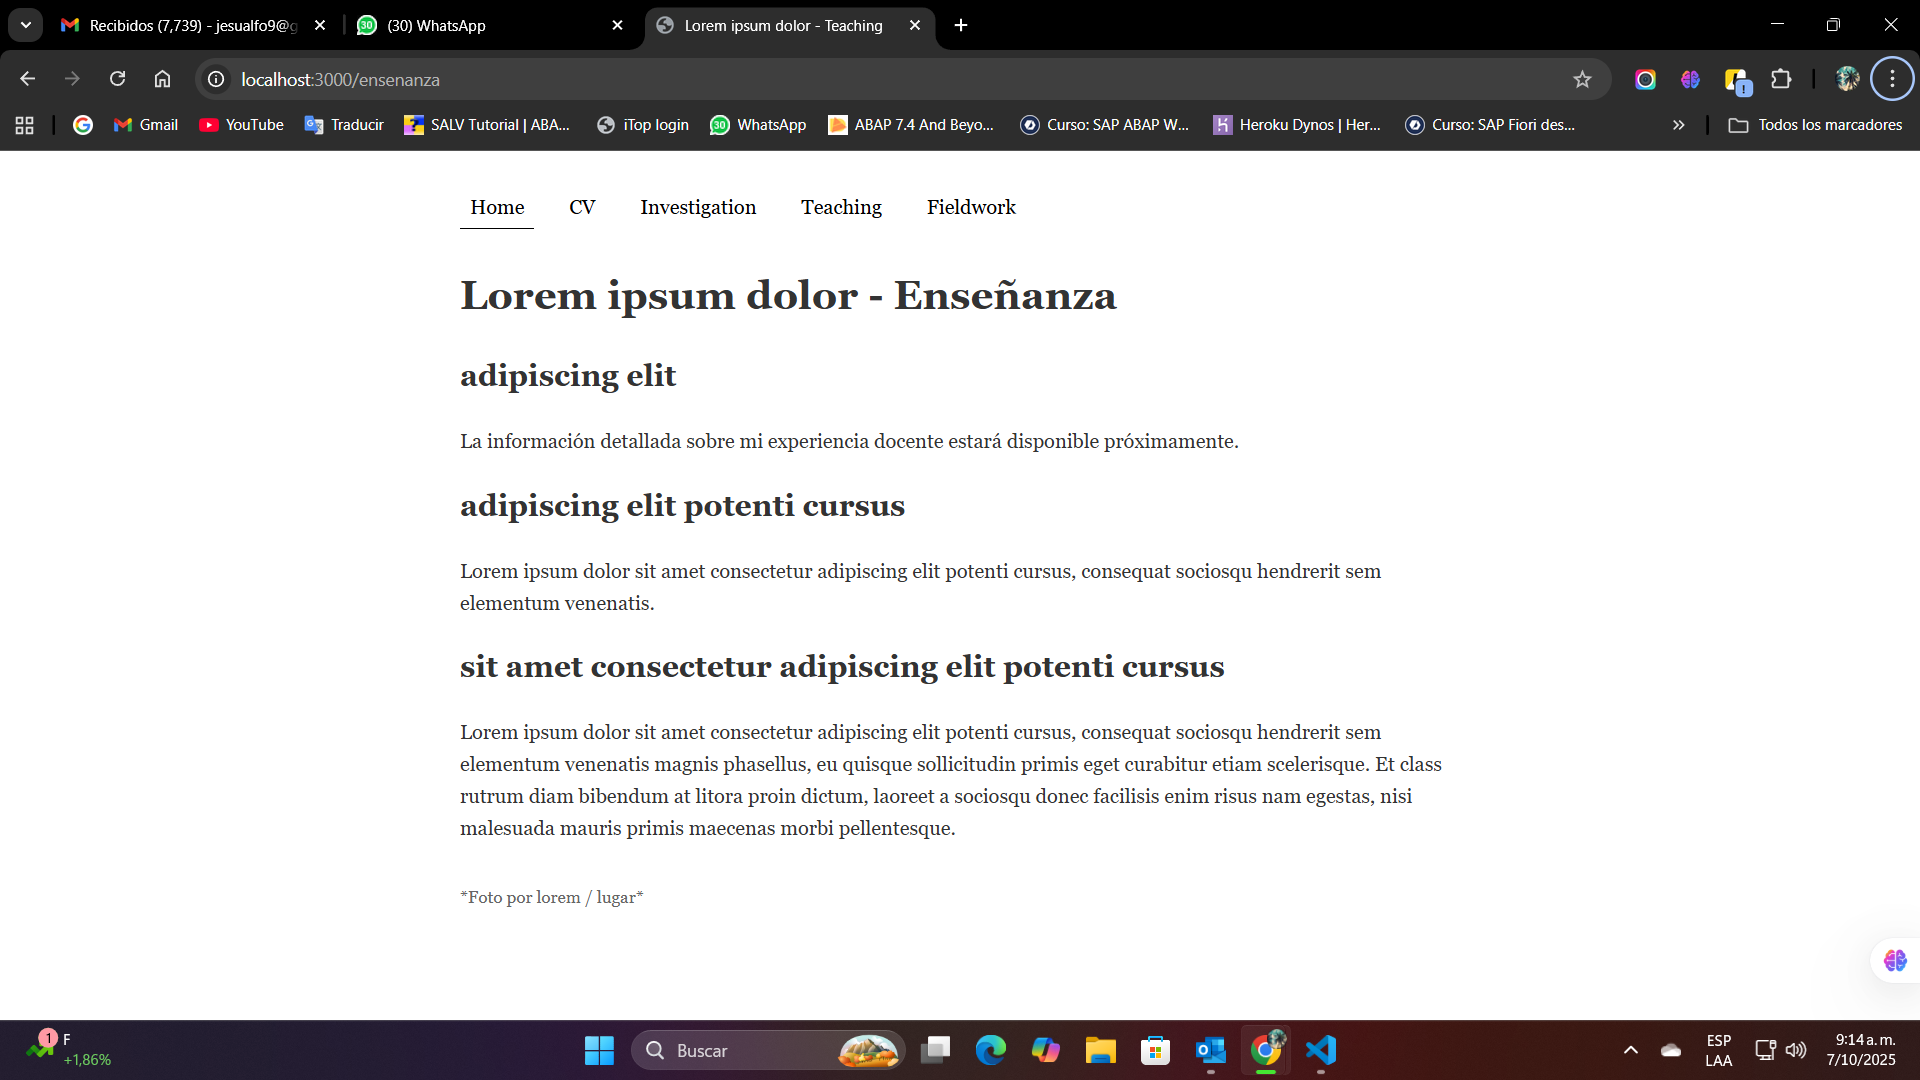 Recibidos (7,739) - jesualfo9@g
(30) WhatsApp
Lorem ipsum dolor - Teaching
localhost:3000/ensenanza
Gmail
YouTube
Traducir
SALV Tutorial | ABA...
iTop login
WhatsApp
ABAP 7.4 And Beyo...
Curso: SAP ABAP W...
Heroku Dynos | Her...
Curso: SAP Fiori des...
Todos los marcadores
Home CV Investigation Teaching Fieldwork
Lorem ipsum dolor - Enseñanza
adipiscing elit
La información detallada sobre mi experiencia docente estará disponible próximamente.
adipiscing elit potenti cursus
Lorem ipsum dolor sit amet consectetur adipiscing elit potenti cursus, consequat sociosqu hendrerit sem
elementum venenatis.
sit amet consectetur adipiscing elit potenti cursus
Lorem ipsum dolor sit amet consectetur adipiscing elit potenti cursus, consequat sociosqu hendrerit sem
elementum venenatis magnis phasellus, eu quisque sollicitudin primis eget curabitur etiam scelerisque. Et class
rutrum diam bibendum at litora proin dictum, laoreet a sociosqu donec facilisis enim risus nam egestas, nisi
malesuada mauris primis maecenas morbi pellentesque.
*Foto por lorem / lugar*
1
F
+1,86%
Buscar
ESP
LAA
9:14 a. m.
7/10/2025